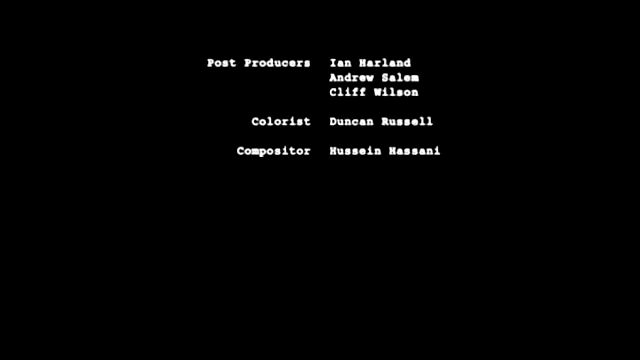 Post Producers Ian Harland
Andrew Salem
Cliff Wilson
Colorist Duncan Russell
Compositor Hussein Hassani